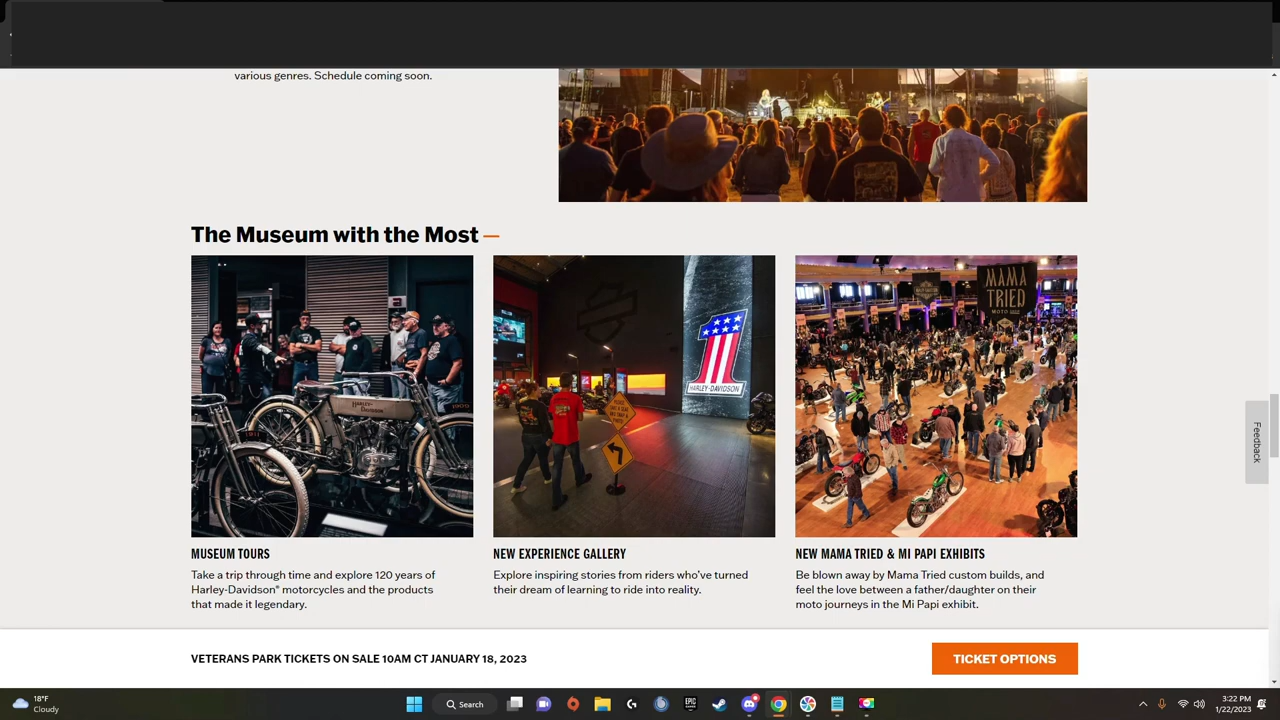 various genres. Schedule coming soon.
The Museum with the Most —
HARLEY-DAVIDSON
1
HARLEY-DAVIDSON
MAMA
TRIED
MUSEUM TOURS
Take a trip through time and explore 120 years of
Harley-Davidson® motorcycles and the products
that made it legendary.
NEW EXPERIENCE GALLERY
Explore inspiring stories from riders who've turned
their dream of learning to ride into reality.
NEW MAMA TRIED & MI PAPI EXHIBITS
Be blown away by Mama Tried custom builds, and
feel the love between a father/daughter on their
moto journeys in the Mi Papi exhibit.
Feedback
VETERANS PARK TICKETS ON SALE 10AM CT JANUARY 18, 2023
TICKET OPTIONS
18°F
Cloudy
Search
EPIC
3:22 PM
1/22/2023